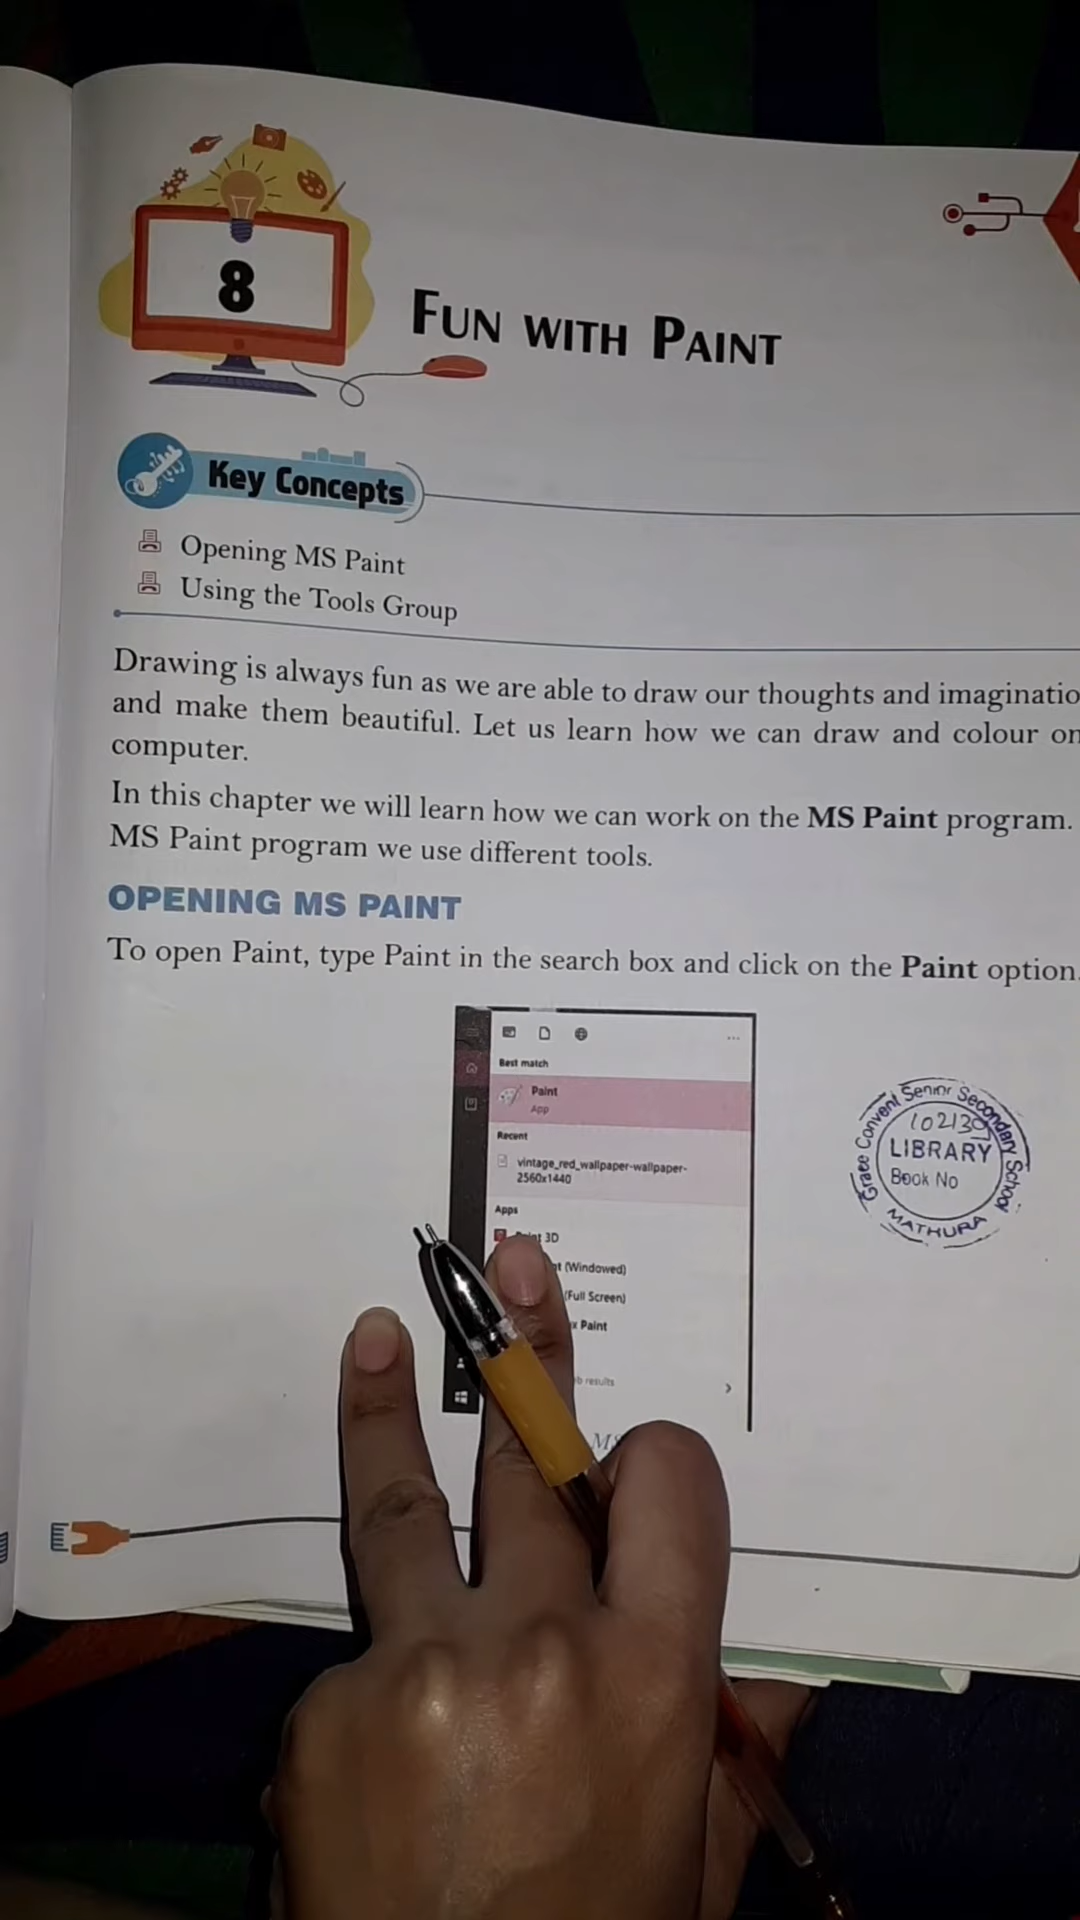 8
FUN WITH PAINT
Key Concepts
Opening MS Paint
Using the Tools Group
Drawing is always fun as we are able to draw our thoughts and imaginatio
and make them beautiful. Let us learn how we can draw and colour on
computer.
In this chapter we will learn how we can work on the MS Paint program.
MS Paint program we use different tools.
OPENING MS PAINT
To open Paint, type Paint in the search box and click on the Paint option.
Best match
Paint
App
Recent
vintage_red_wallpaper-wallpaper-
2560x1440
Apps
3D
(Windowed)
(Full Screen)
Paint
results
MS
Grace Convent Senior Secondary School
102139
LIBRARY
Book No
MATHURA